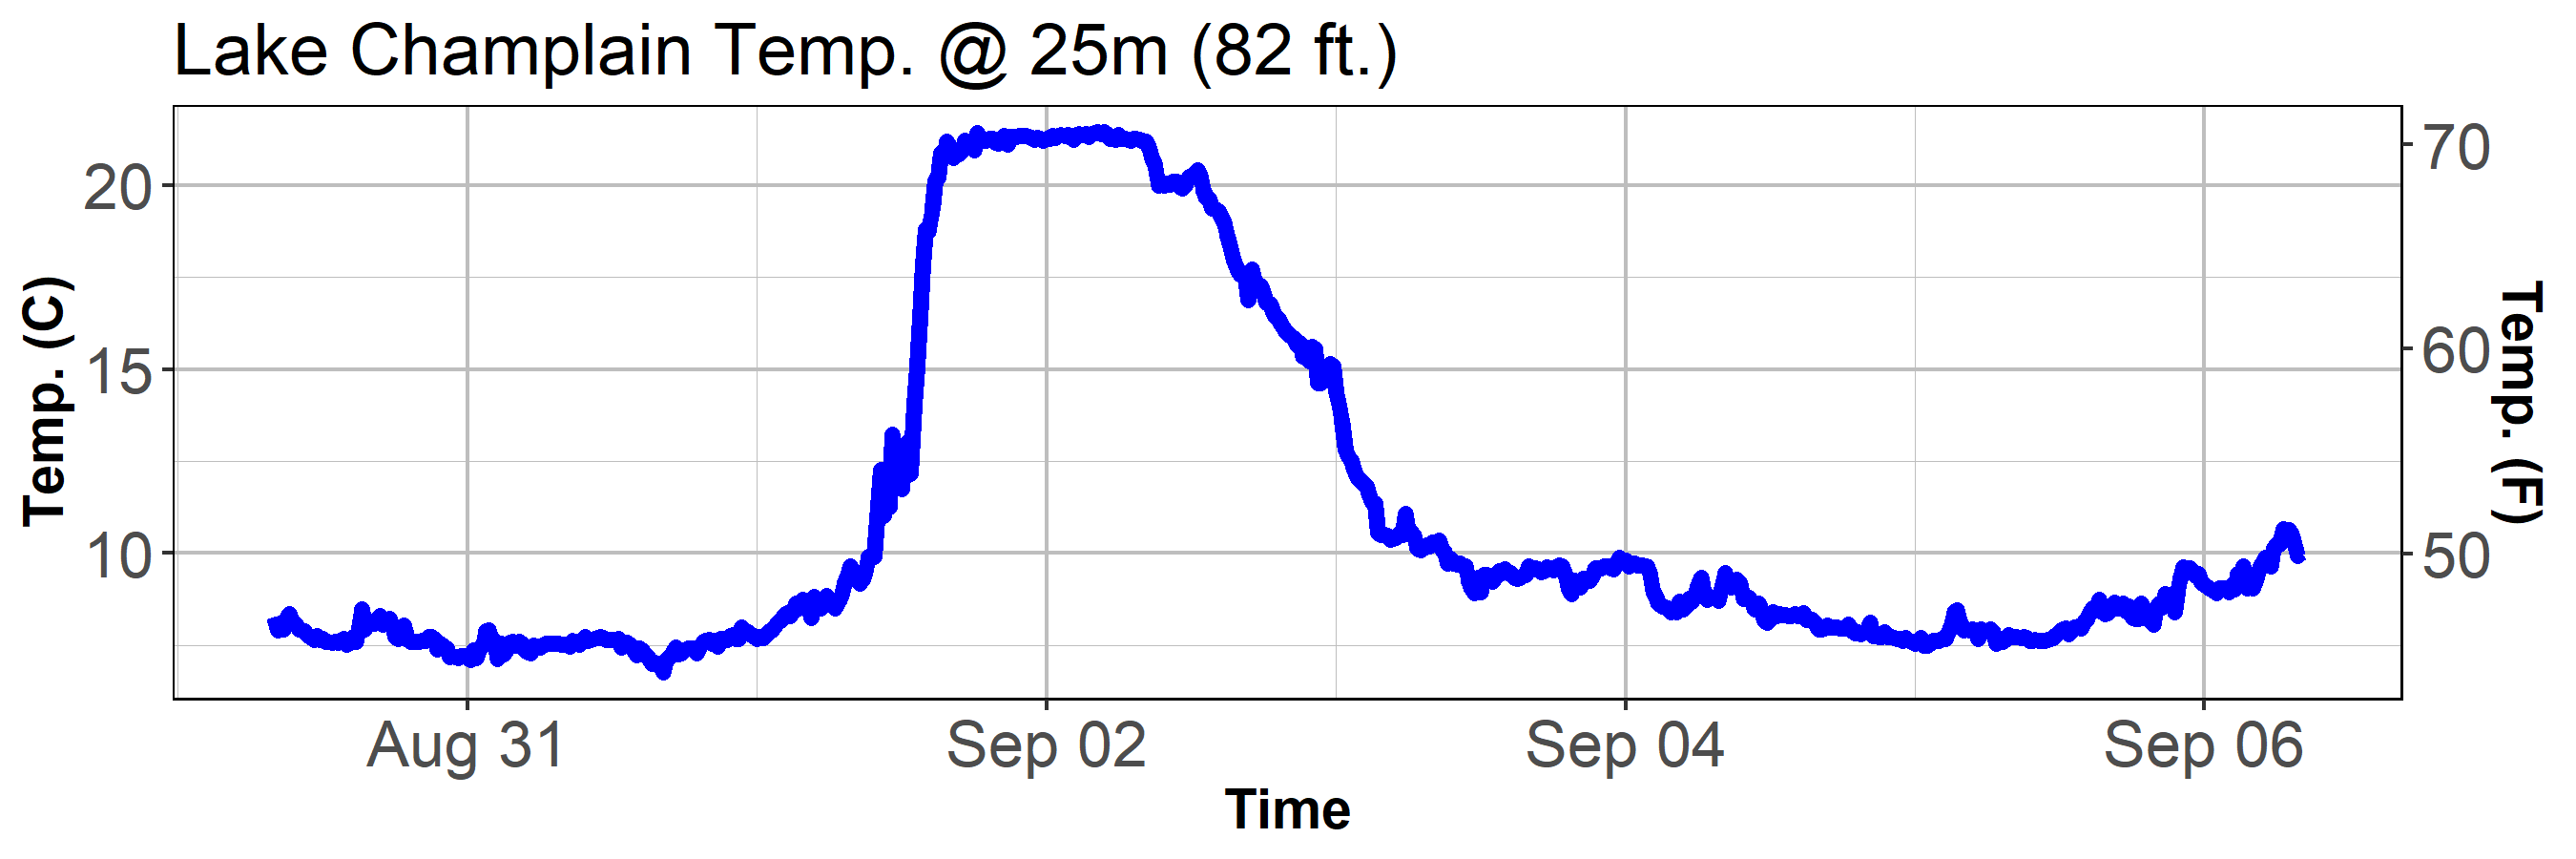 Lake Champlain Temp. @ 25m (82 ft.)
Temp. (C)
20
15
10
70
60
50
Temp. (F)
Aug 31
Sep 02
Sep 04
Sep 06
Time